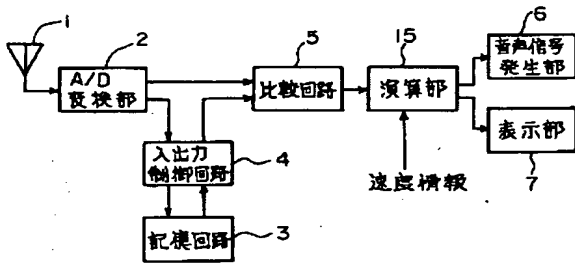 1
2
A/D
変換部
5
比較回路
15
演算部
6
音声信号
発生部
表示部
7
入出力
制御回路
4
速度情報
記憶回路
3